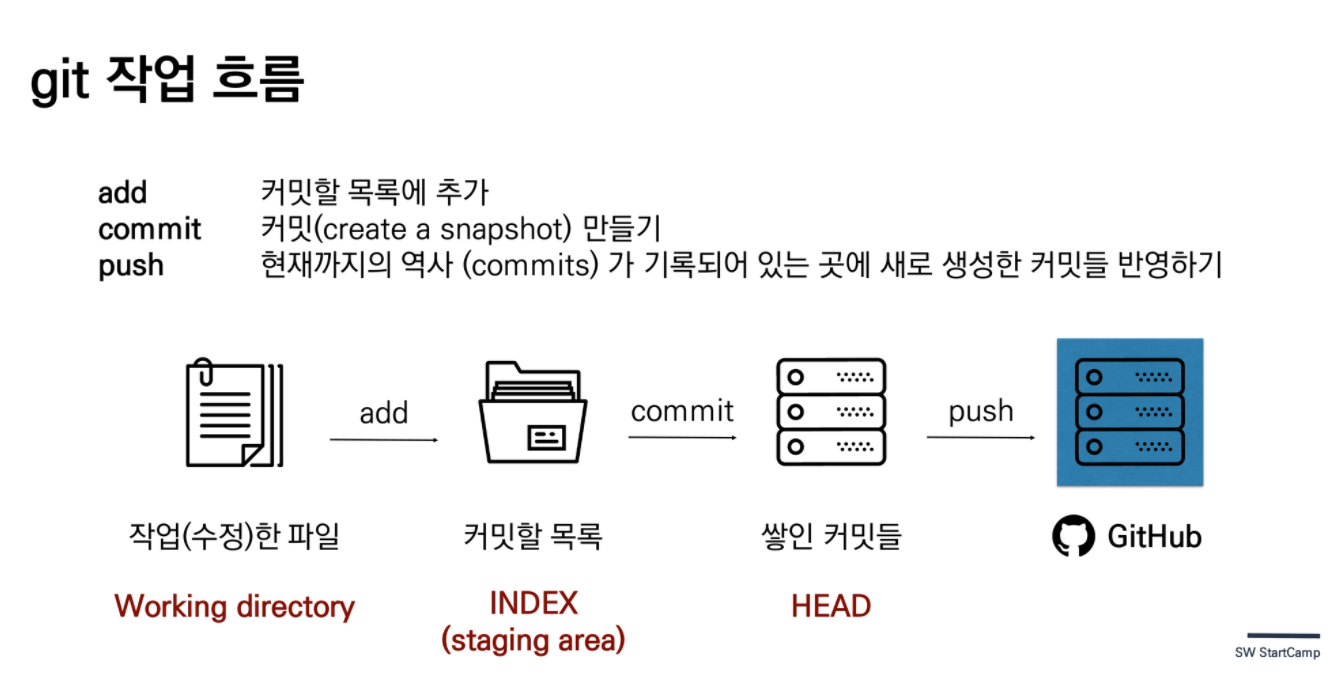 git 작업 흐름
add 커밋할 목록에 추가
commit 커밋(create a snapshot) 만들기
push 현재까지의 역사 (commits) 가 기록되어 있는 곳에 새로 생성한 커밋들 반영하기
add
commit
push
작업(수정)한 파일
커밋할 목록
쌓인 커밋들
GitHub
Working directory
INDEX
(staging area)
HEAD
SW StartCamp